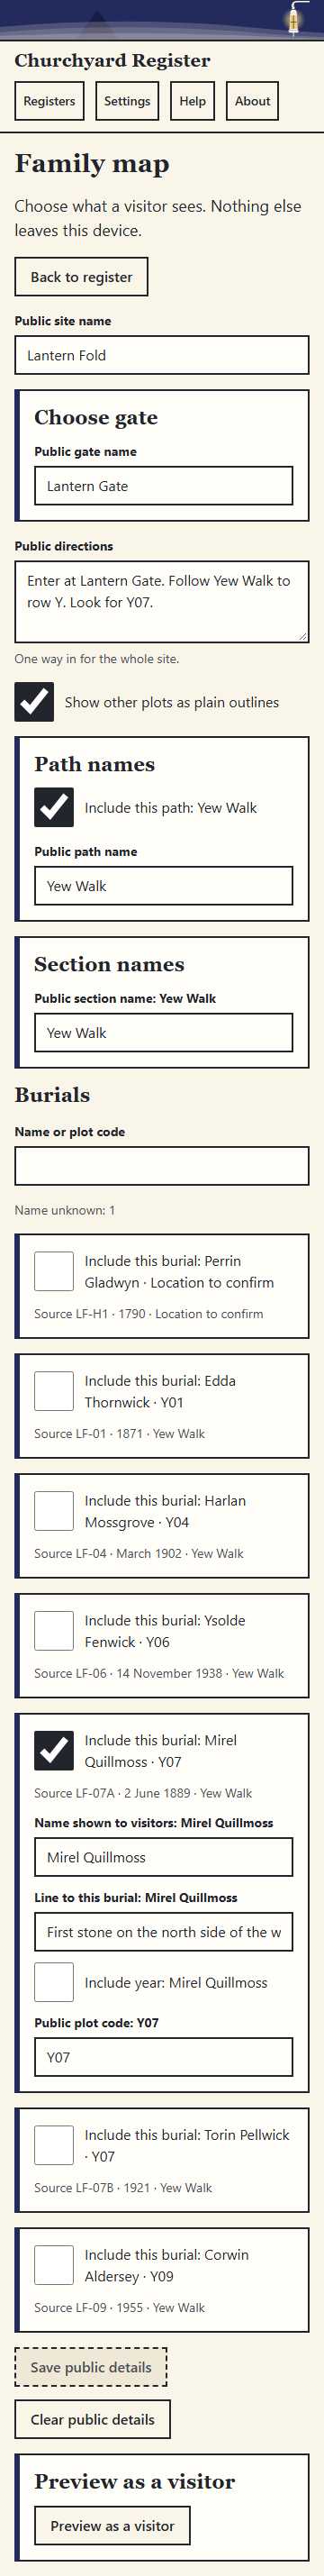 Churchyard Register
Registers
Settings
Help
About
Family map
Choose what a visitor sees. Nothing else
leaves this device.
Back to register
Public site name
Lantern Fold
Choose gate
Public gate name
Lantern Gate
Public directions
Enter at Lantern Gate. Follow Yew Walk to
row Y. Look for Y07.
One way in for the whole site.
Show other plots as plain outlines
Path names
Include this path: Yew Walk
Public path name
Yew Walk
Section names
Public section name: Yew Walk
Yew Walk
Burials
Name or plot code
Name unknown: 1
Include this burial: Perrin
Gladwyn · Location to confirm
Source LF-H1 · 1790 · Location to confirm
Include this burial: Edda
Thornwick · Y01
Source LF-01 · 1871 · Yew Walk
Include this burial: Harlan
Mossgrove · Y04
Source LF-04 · March 1902 · Yew Walk
Include this burial: Ysolde
Fenwick · Y06
Source LF-06 · 14 November 1938 · Yew Walk
Include this burial: Mirel
Quillmoss · Y07
Source LF-07A · 2 June 1889 · Yew Walk
Name shown to visitors: Mirel Quillmoss
Mirel Quillmoss
Line to this burial: Mirel Quillmoss
First stone on the north side of the w
Include year: Mirel Quillmoss
Public plot code: Y07
Y07
Include this burial: Torin Pellwick
· Y07
Source LF-07B · 1921 · Yew Walk
Include this burial: Corwin
Aldersey · Y09
Source LF-09 · 1955 · Yew Walk
Save public details
Clear public details
Preview as a visitor
Preview as a visitor